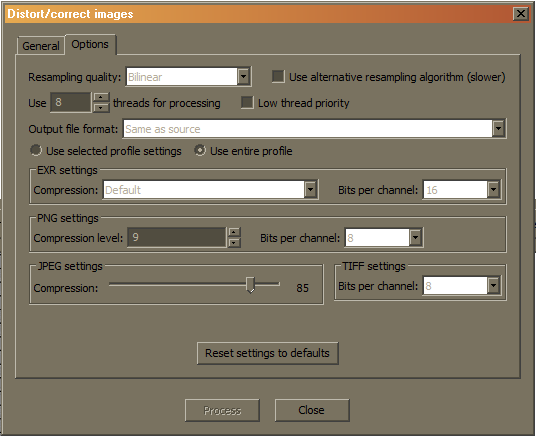 Distort/correct images
General Options
Resampling quality: Bilinear Use alternative resampling algorithm (slower)
Use 8 threads for processing Low thread priority
Output file format: Same as source
Use selected profile settings Use entire profile
EXR settings
Compression: Default Bits per channel: 16
PNG settings
Compression level: 9 Bits per channel: 8
JPEG settings TIFF settings
Compression: 85 Bits per channel: 8
Reset settings to defaults
Process Close